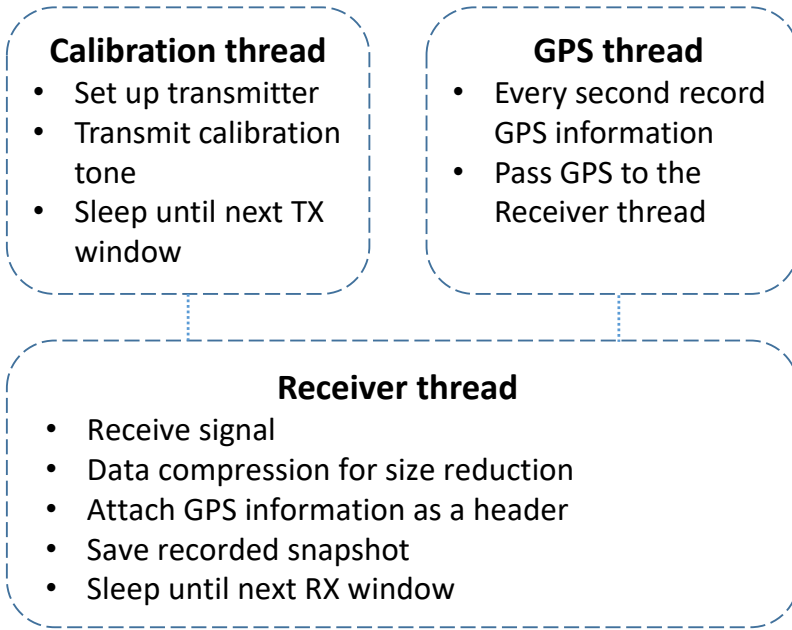 Calibration thread
• Set up transmitter
• Transmit calibration
tone
• Sleep until next TX
window
GPS thread
• Every second record
GPS information
• Pass GPS to the
Receiver thread
Receiver thread
• Receive signal
• Data compression for size reduction
• Attach GPS information as a header
• Save recorded snapshot
• Sleep until next RX window